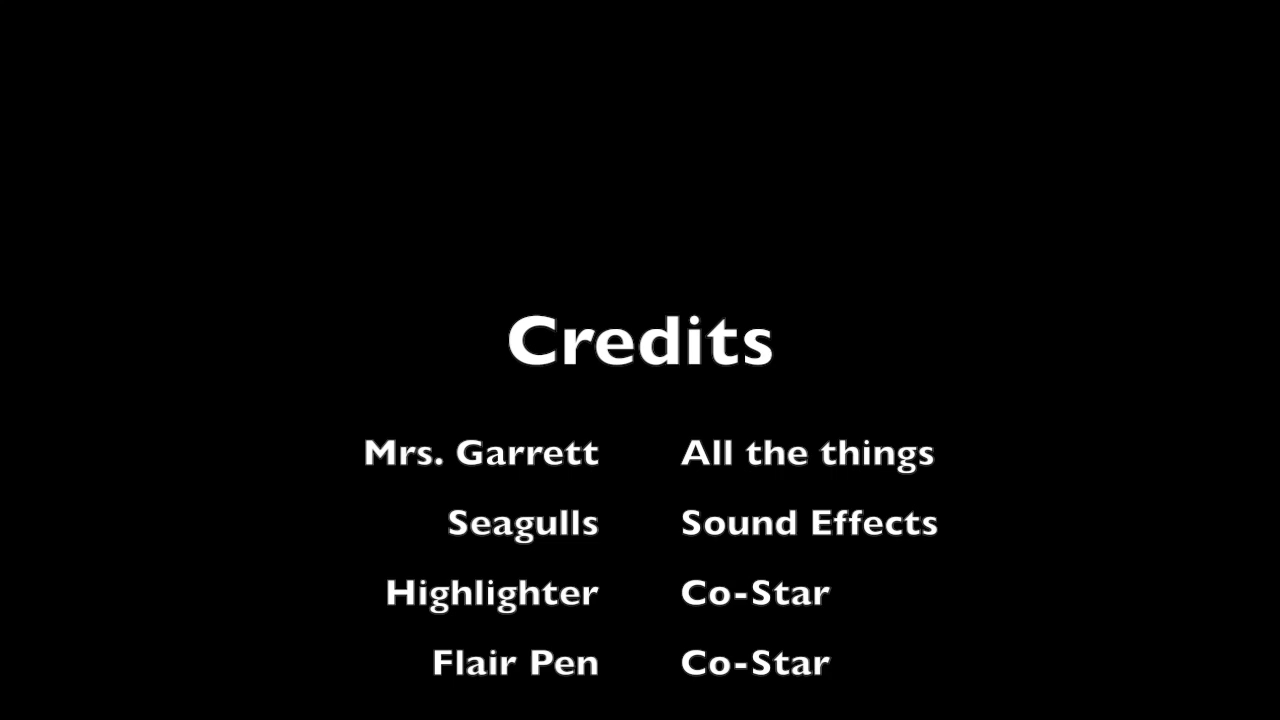 Credits
Mrs. Garrett All the things
Seagulls Sound Effects
Highlighter Co-Star
Flair Pen Co-Star